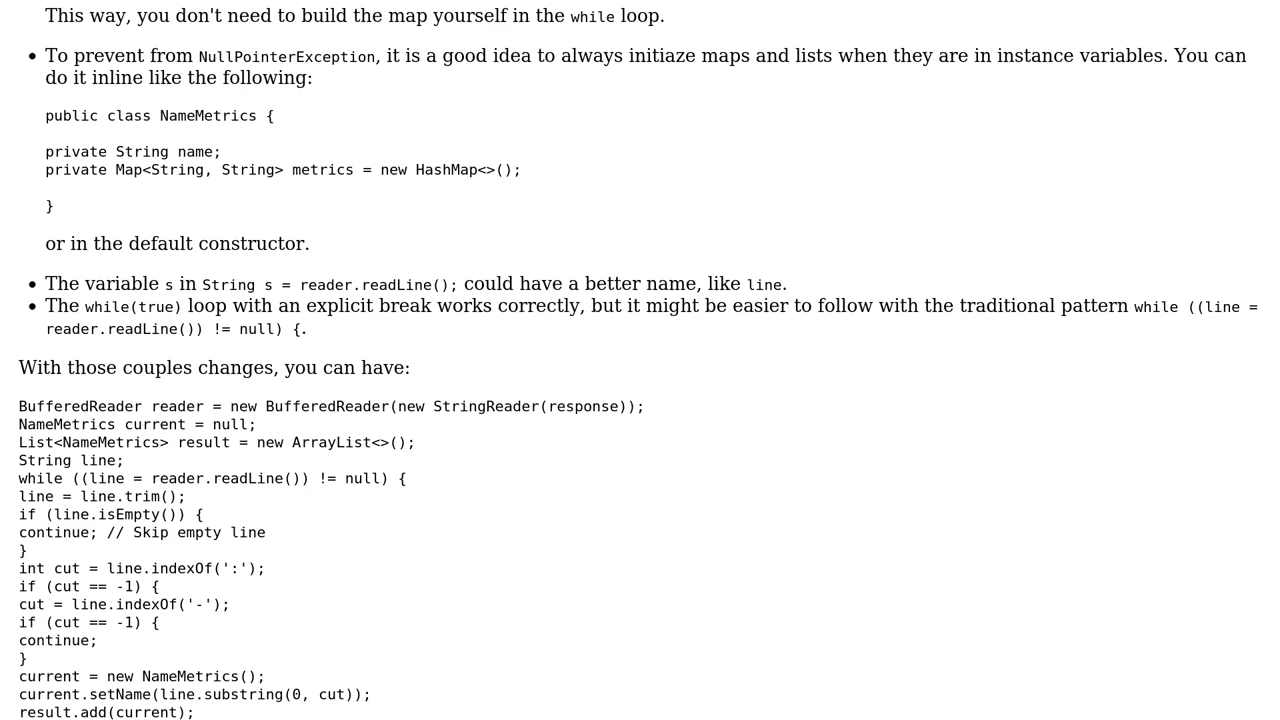 This way, you don't need to build the map yourself in the while loop.
• To prevent from NullPointerException, it is a good idea to always initiaze maps and lists when they are in instance variables. You can
do it inline like the following:
public class NameMetrics {
private String name;
private Map<String, String> metrics = new HashMap<>();
}
or in the default constructor.
• The variable s in String s = reader.readLine(); could have a better name, like line.
• The while(true) loop with an explicit break works correctly, but it might be easier to follow with the traditional pattern while ((line =
reader.readLine()) != null) {.
With those couples changes, you can have:
BufferedReader reader = new BufferedReader(new StringReader(response));
NameMetrics current = null;
List<NameMetrics> result = new ArrayList<>();
String line;
while ((line = reader.readLine()) != null) {
line = line.trim();
if (line.isEmpty()) {
continue; // Skip empty line
}
int cut = line.indexOf(':');
if (cut == -1) {
cut = line.indexOf('-');
if (cut == -1) {
continue;
}
current = new NameMetrics();
current.setName(line.substring(0, cut));
result.add(current);